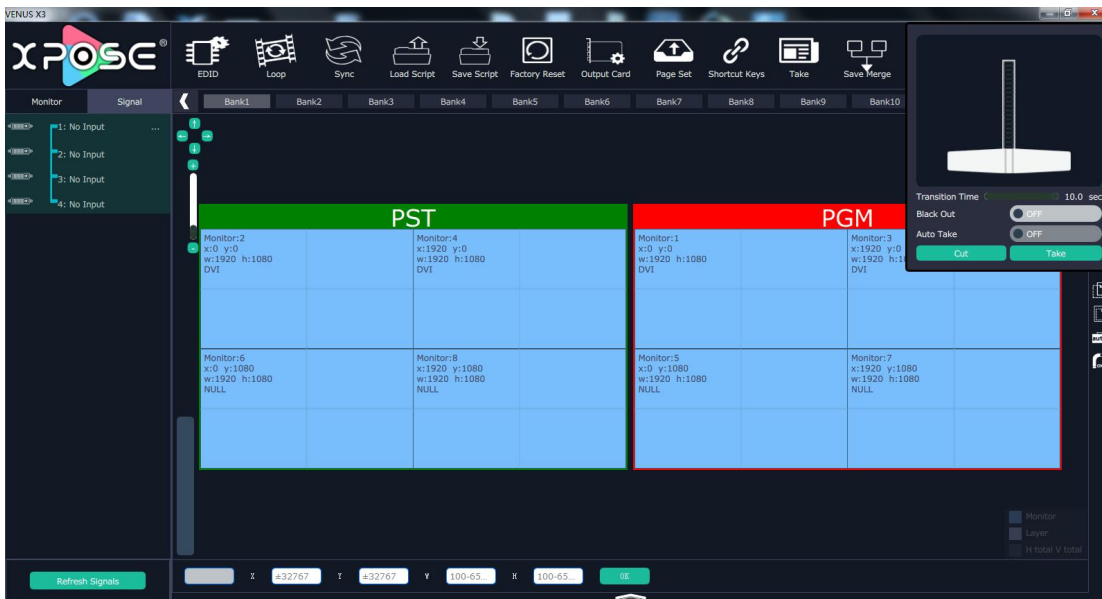 VENUS X3
XPOSE®
EDID
Loop
Sync
Load Script
Save Script
Factory Reset
Output Card
Page Set
Shortcut Keys
Take
Save Merge
Monitor
Signal
Bank1
Bank2
Bank3
Bank4
Bank5
Bank6
Bank7
Bank8
Bank9
Bank10
1: No Input
...
2: No Input
3: No Input
4: No Input
Transition Time
10.0 sec
Black Out
OFF
Auto Take
OFF
Cut
Take
PST
PGM
Monitor:2
x:0 y:0
w:1920 h:1080
DVI
Monitor:4
x:1920 y:0
w:1920 h:1080
DVI
Monitor:1
x:0 y:0
w:1920 h:1080
DVI
Monitor:3
x:1920 y:0
w:1920 h:1
DVI
Monitor:6
x:0 y:1080
w:1920 h:1080
NULL
Monitor:8
x:1920 y:1080
w:1920 h:1080
NULL
Monitor:5
x:0 y:1080
w:1920 h:1080
NULL
Monitor:7
x:1920 y:1080
w:1920 h:1080
NULL
Monitor
Layer
H total V total
Refresh Signals
X
±32767
Y
±32767
W
100-65...
H
100-65...
OK